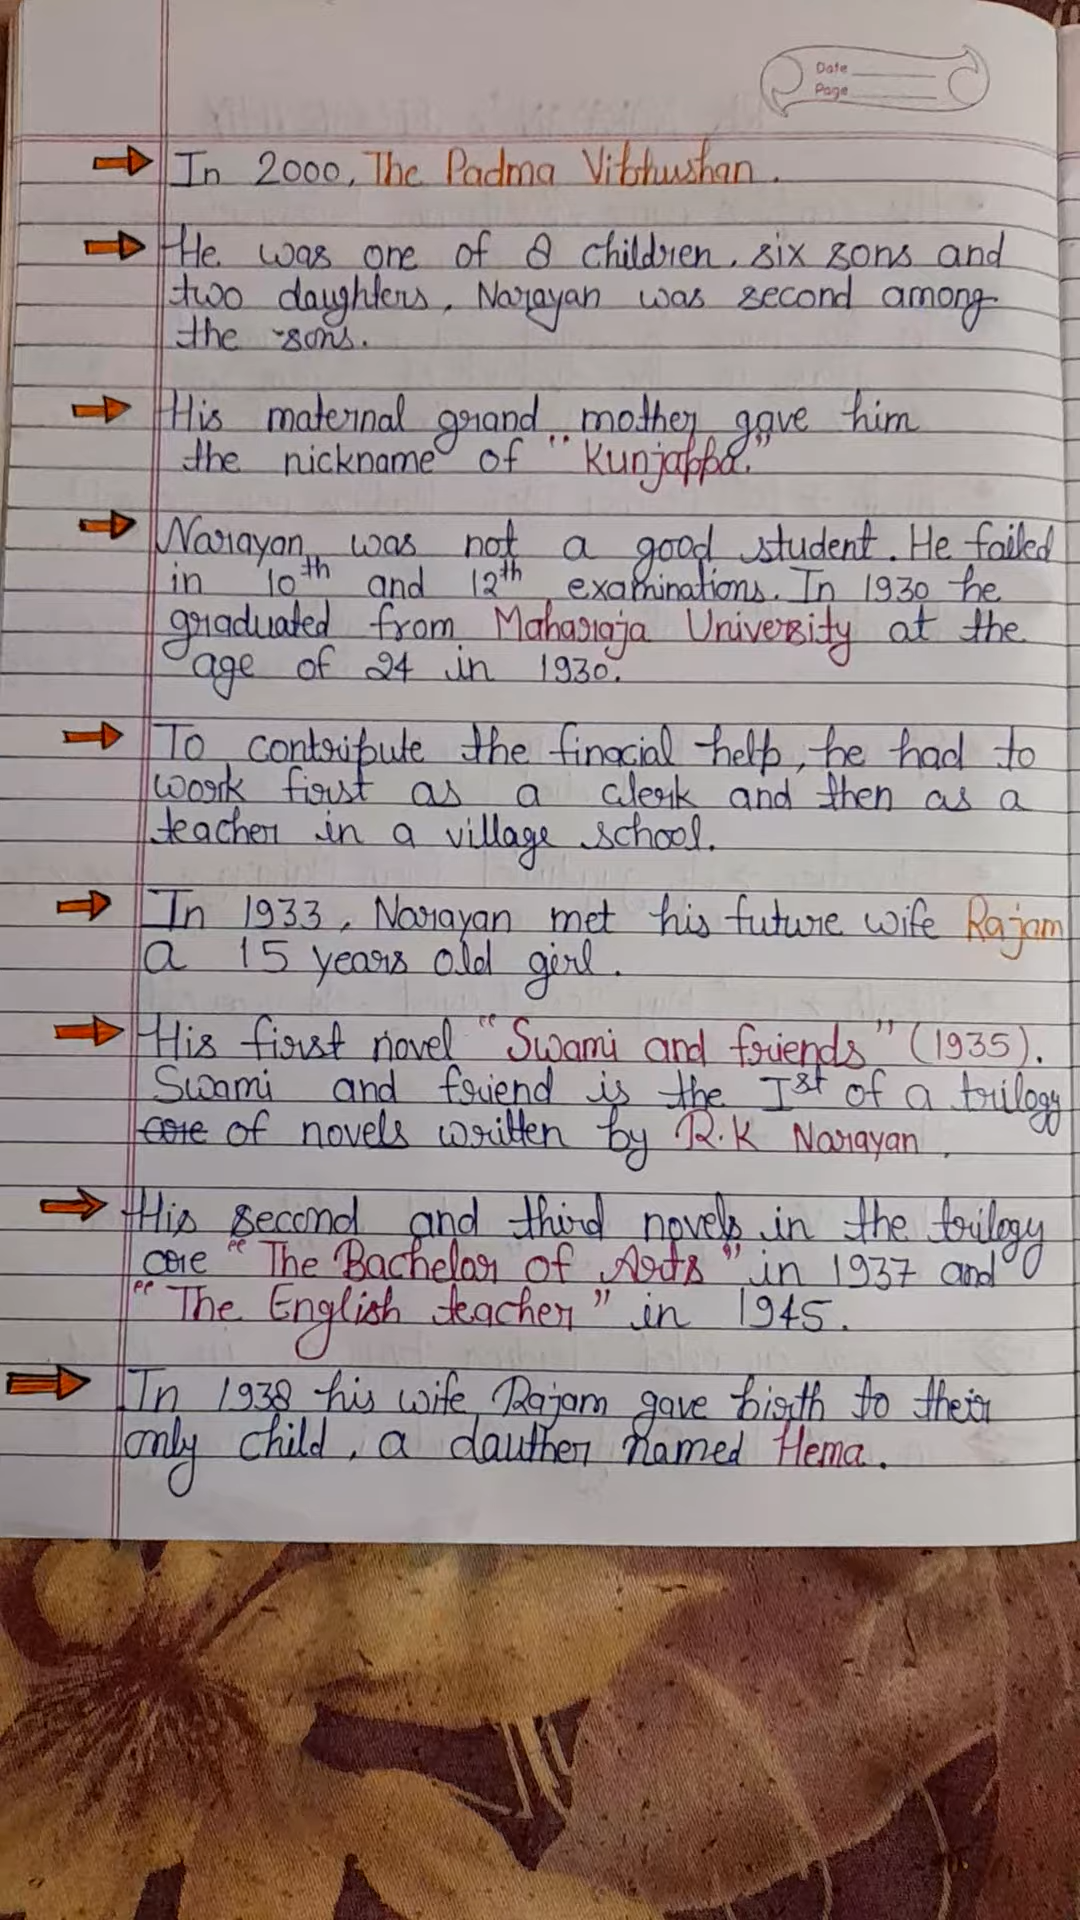 Date
Page
In 2000, The Padma Vibhushan.
He was one of 8 children, six sons and
two daughters, Narayan was second among
the sons.
His maternal grand mother gave him
the nickname of "Kunjappa."
Narayan was not a good student. He failed
in 10th and 12th examinations. In 1930 he
graduated from Maharaja University at the
age of 24 in 1930.
To contribute the finacial help, he had to
work first as a clerk and then as a
teacher in a village school.
In 1933, Narayan met his future wife Rajam
a 15 years old girl.
His first novel "Swami and friends" (1935).
Swami and friend is the Ist of a trilogy
are of novels written by R.K Narayan.
His second and third novels in the trilogy
are "The Bachelor of Arts" in 1937 and
"The English teacher" in 1945.
In 1938 his wife Rajam gave birth to their
only child, a dauther named Hema.